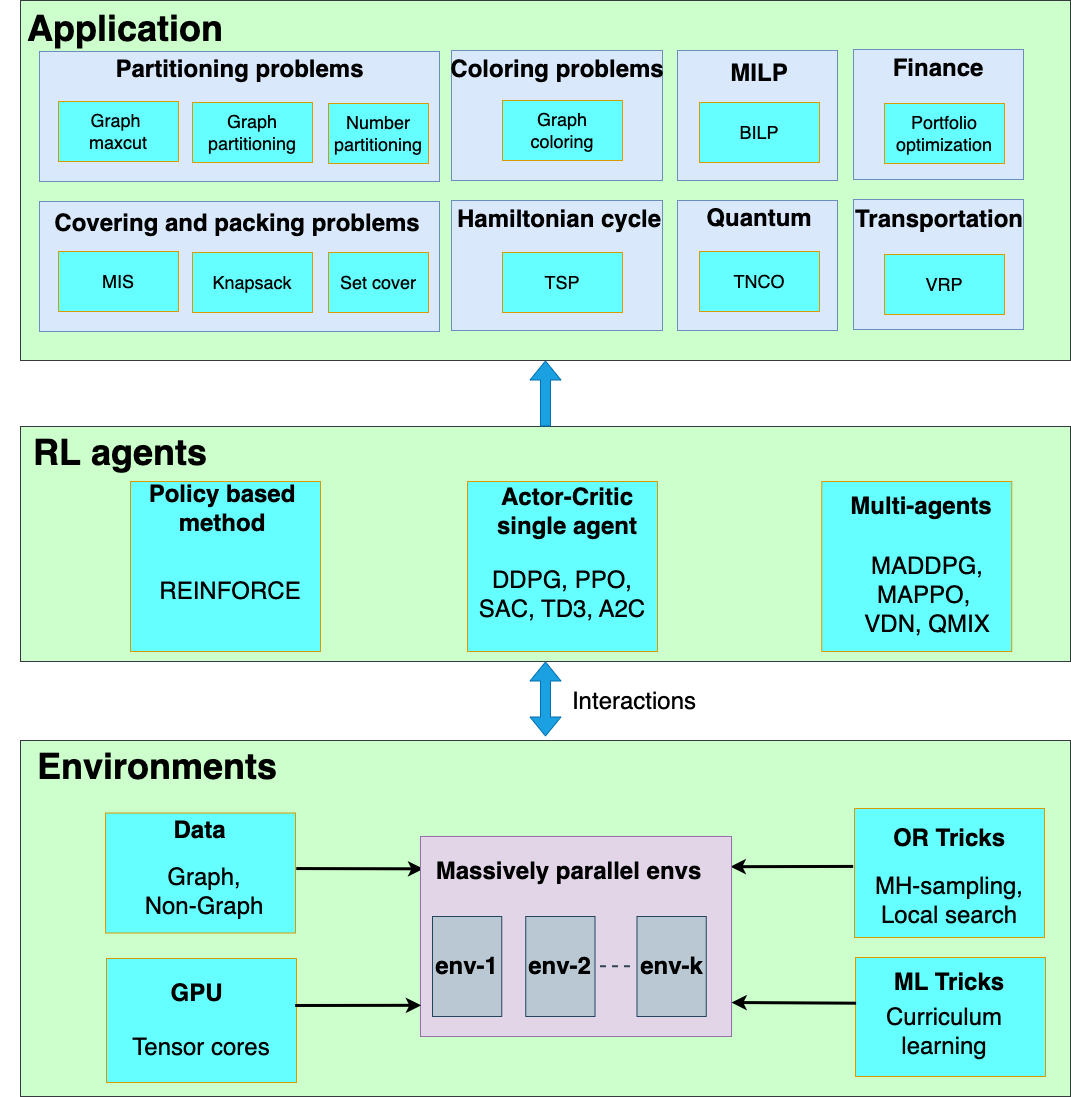 Application
Partitioning problems
Graph
maxcut
Graph
partitioning
Number
partitioning
Coloring problems
Graph
coloring
MILP
BILP
Finance
Portfolio
optimization
Covering and packing problems
MIS
Knapsack
Set cover
Hamiltonian cycle
TSP
Quantum
TNCO
Transportation
VRP
RL agents
Policy based
method
REINFORCE
Actor-Critic
single agent
DDPG, PPO,
SAC, TD3, A2C
Multi-agents
MADDPG,
MAPPO,
VDN, QMIX
Interactions
Environments
Data
Graph,
Non-Graph
GPU
Tensor cores
Massively parallel envs
env-1
env-2
env-k
OR Tricks
MH-sampling,
Local search
ML Tricks
Curriculum
learning